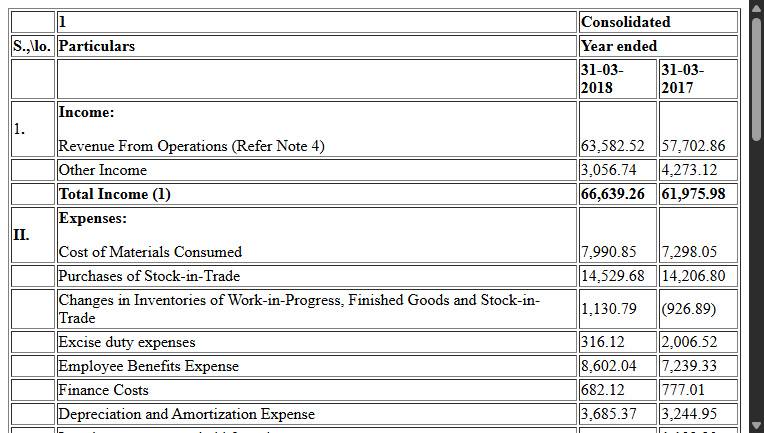 1 Consolidated
S.,\lo. Particulars Year ended
31-03-2018 31-03-2017
1. Income:
Revenue From Operations (Refer Note 4) 63,582.52 57,702.86
Other Income 3,056.74 4,273.12
Total Income (1) 66,639.26 61,975.98
II. Expenses:
Cost of Materials Consumed 7,990.85 7,298.05
Purchases of Stock-in-Trade 14,529.68 14,206.80
Changes in Inventories of Work-in-Progress, Finished Goods and Stock-in-
Trade 1,130.79 (926.89)
Excise duty expenses 316.12 2,006.52
Employee Benefits Expense 8,602.04 7,239.33
Finance Costs 682.12 777.01
Depreciation and Amortization Expense 3,685.37 3,244.95